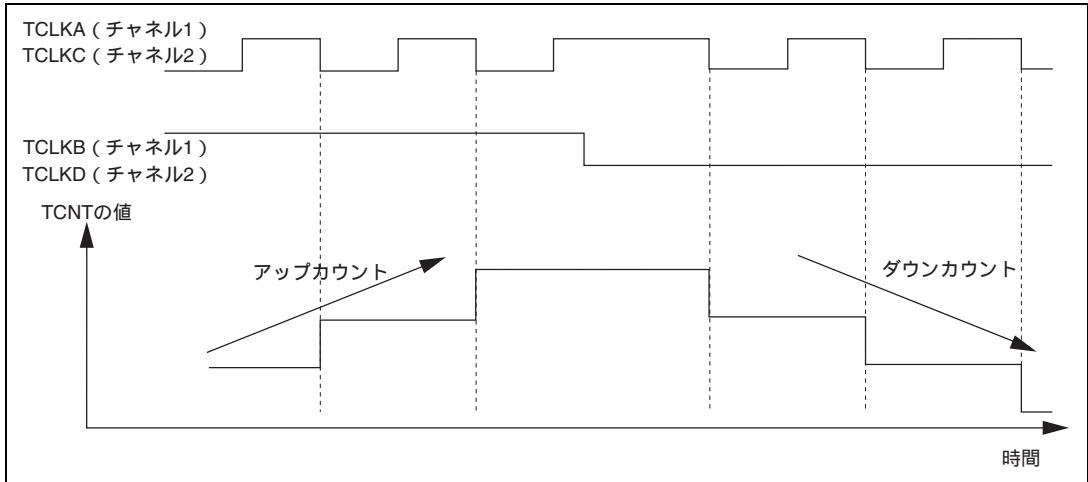 TCLKA（チャネル1）
TCLKC（チャネル2）
TCLKB（チャネル1）
TCLKD（チャネル2）
TCNTの値
アップカウント
ダウンカウント
時間